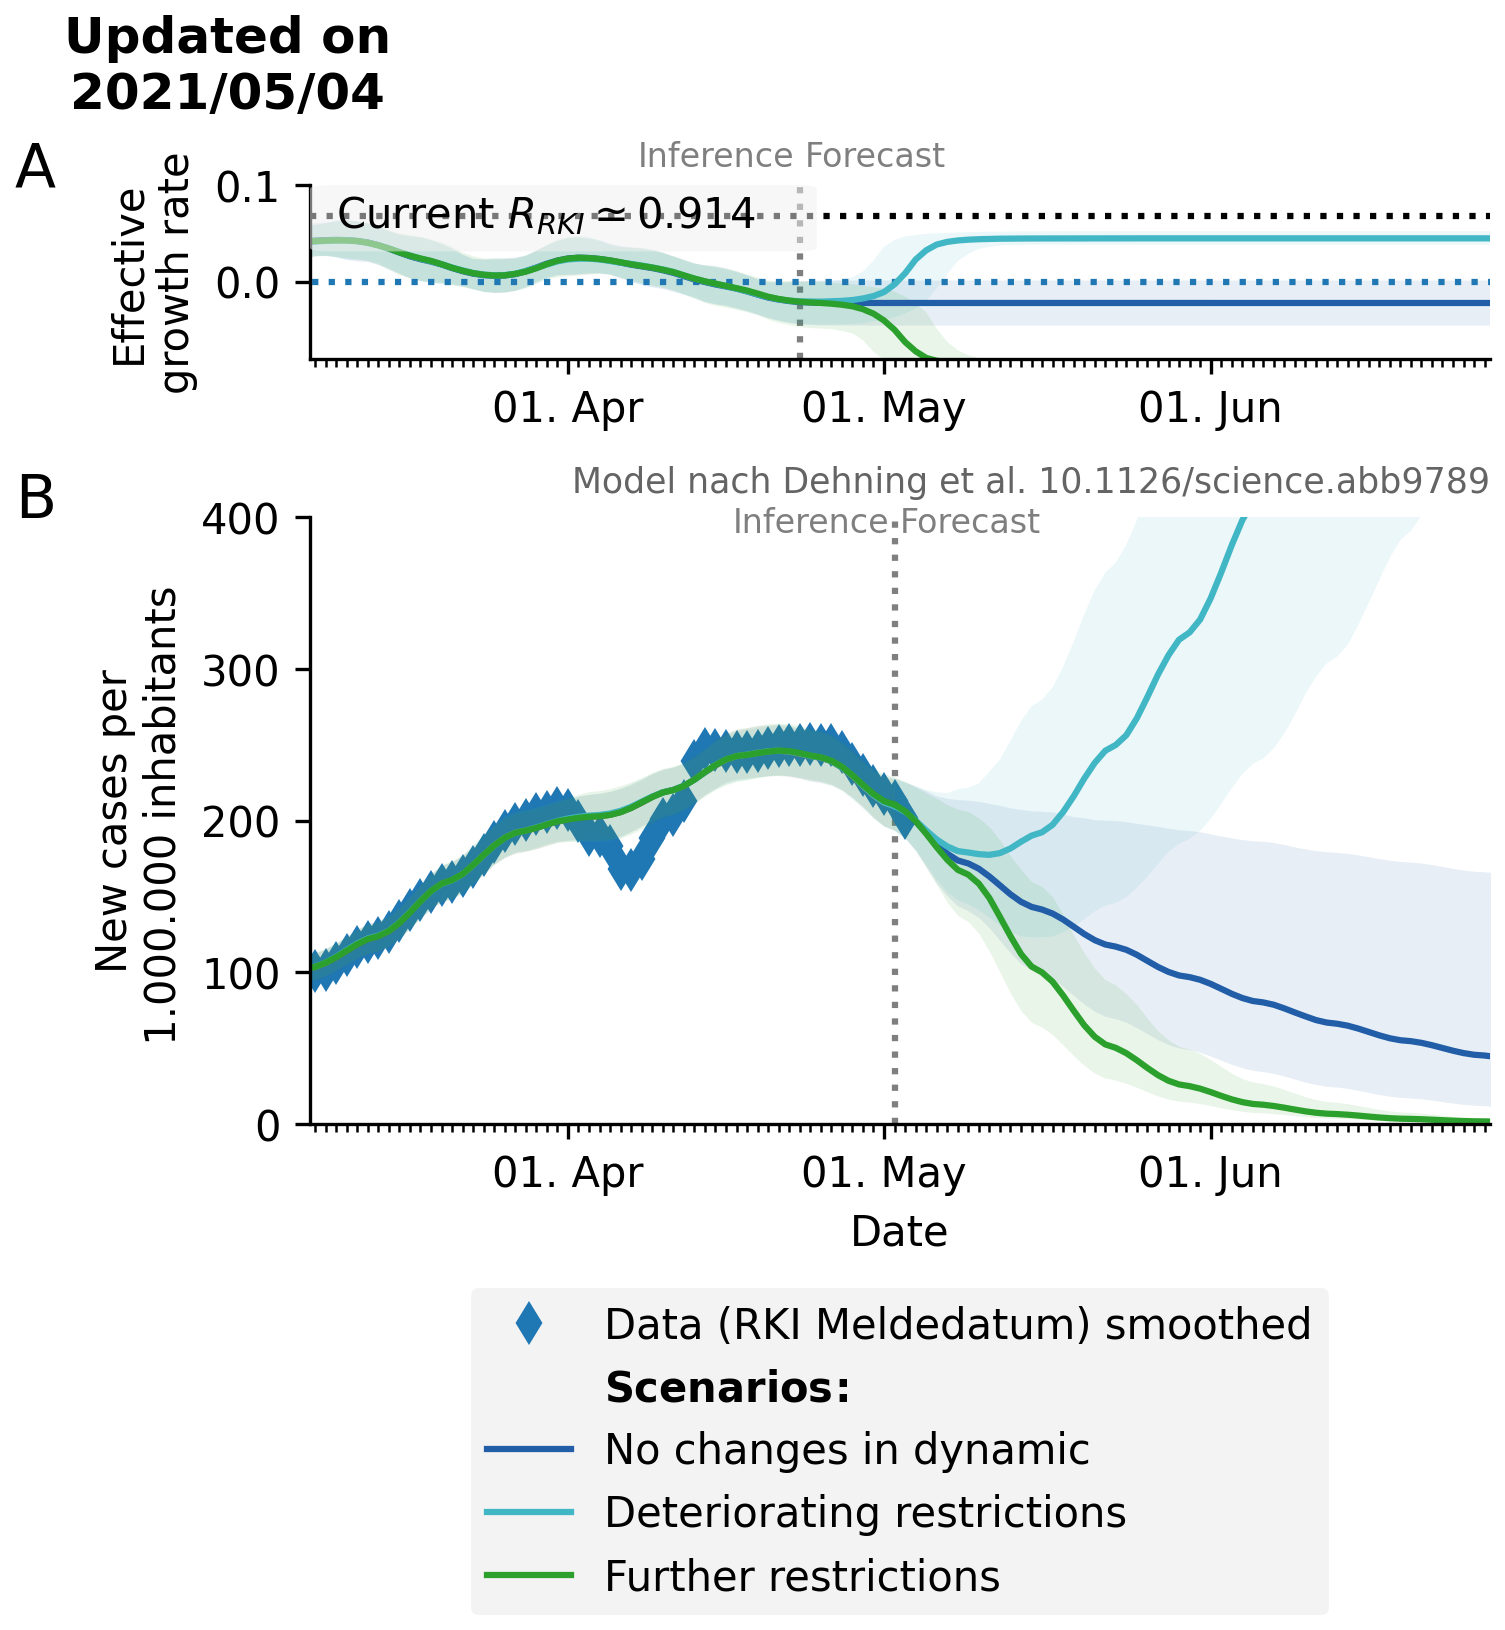 Updated on
2021/05/04
A
Inference Forecast
Effective
growth rate
0.1
0.0
Current R_RKI ≃ 0.914
01. Apr
01. May
01. Jun
B
Model nach Dehning et al. 10.1126/science.abb9789
Inference Forecast
New cases per
1.000.000 inhabitants
400
300
200
100
0
01. Apr
01. May
01. Jun
Date
Data (RKI Meldedatum) smoothed
Scenarios:
No changes in dynamic
Deteriorating restrictions
Further restrictions